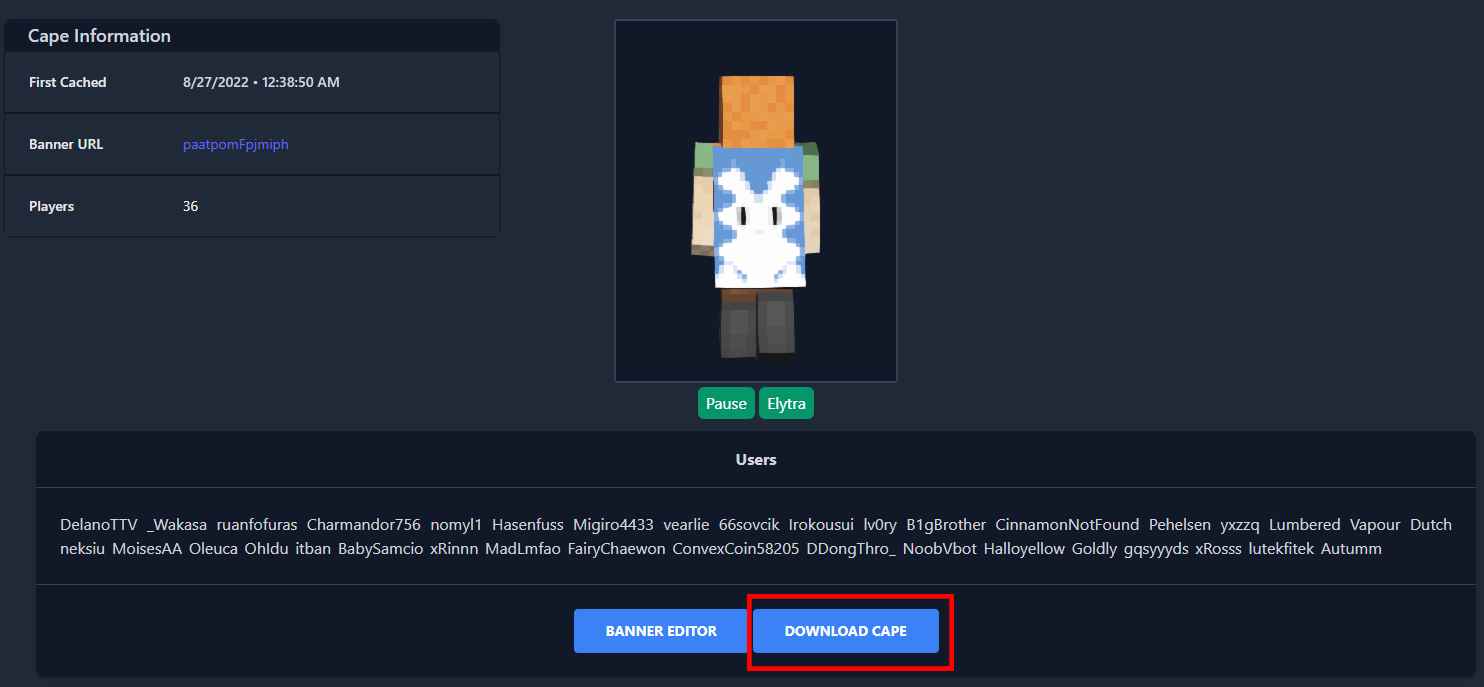 Cape Information
First Cached 8/27/2022 • 12:38:50 AM
Banner URL paatpomFpjmiph
Players 36
Pause Elytra
Users
DelanoTTV _Wakasa ruanfofuras Charmandor756 nomyl1 Hasenfuss Migiro4433 vearlie 66sovcik Irokousui lv0ry B1gBrother CinnamonNotFound Pehelsen yxzzq Lumbered Vapour Dutch
neksiu MoisesAA Oleuca OhIdu itban BabySamcio xRinnn MadLmfao FairyChaewon ConvexCoin58205 DDongThro_ NoobVbot Halloyellow Goldly gqsyyyds xRosss lutekfitek Autumm
BANNER EDITOR DOWNLOAD CAPE